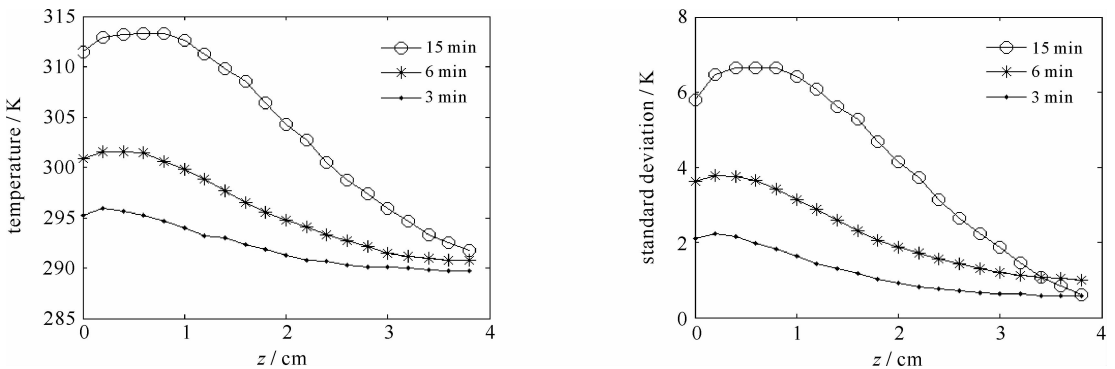 315
310
305
300
295
290
285
temperature / K
0
1
2
3
4
z / cm
15 min
6 min
3 min
8
6
4
2
0
standard deviation / K
0
1
2
3
4
z / cm
15 min
6 min
3 min